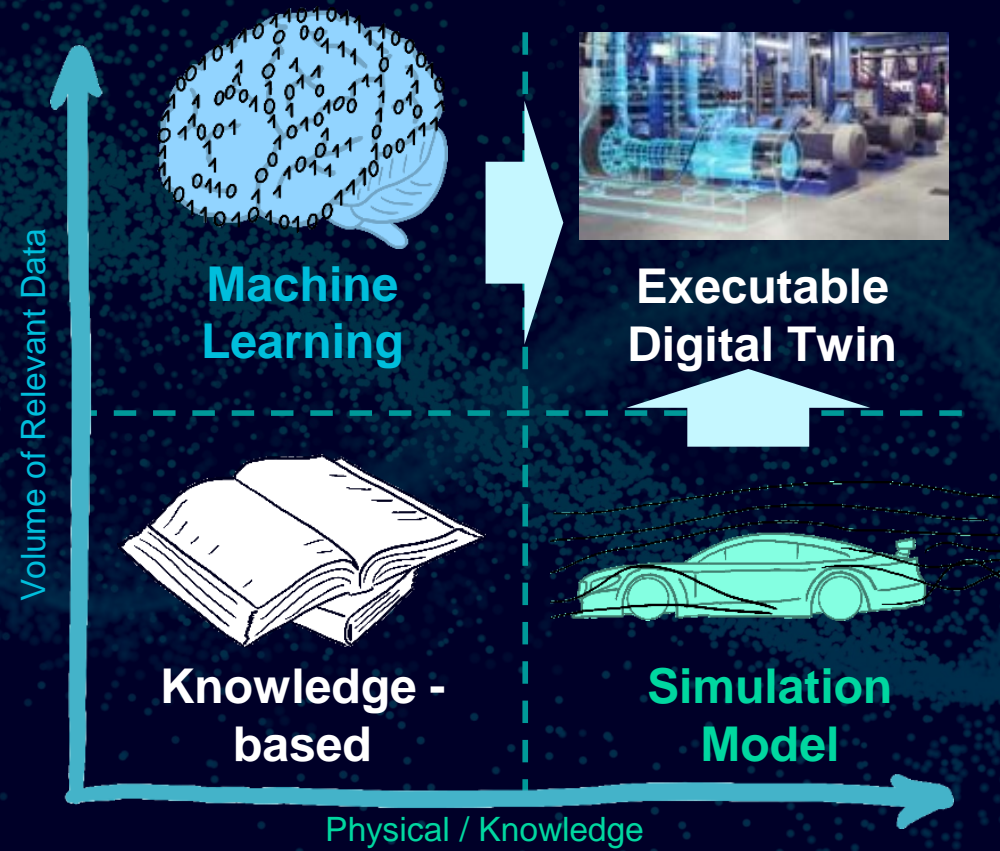 Machine
Learning
Executable
Digital Twin
Volume of Relevant Data
Knowledge -
based
Simulation
Model
Physical / Knowledge